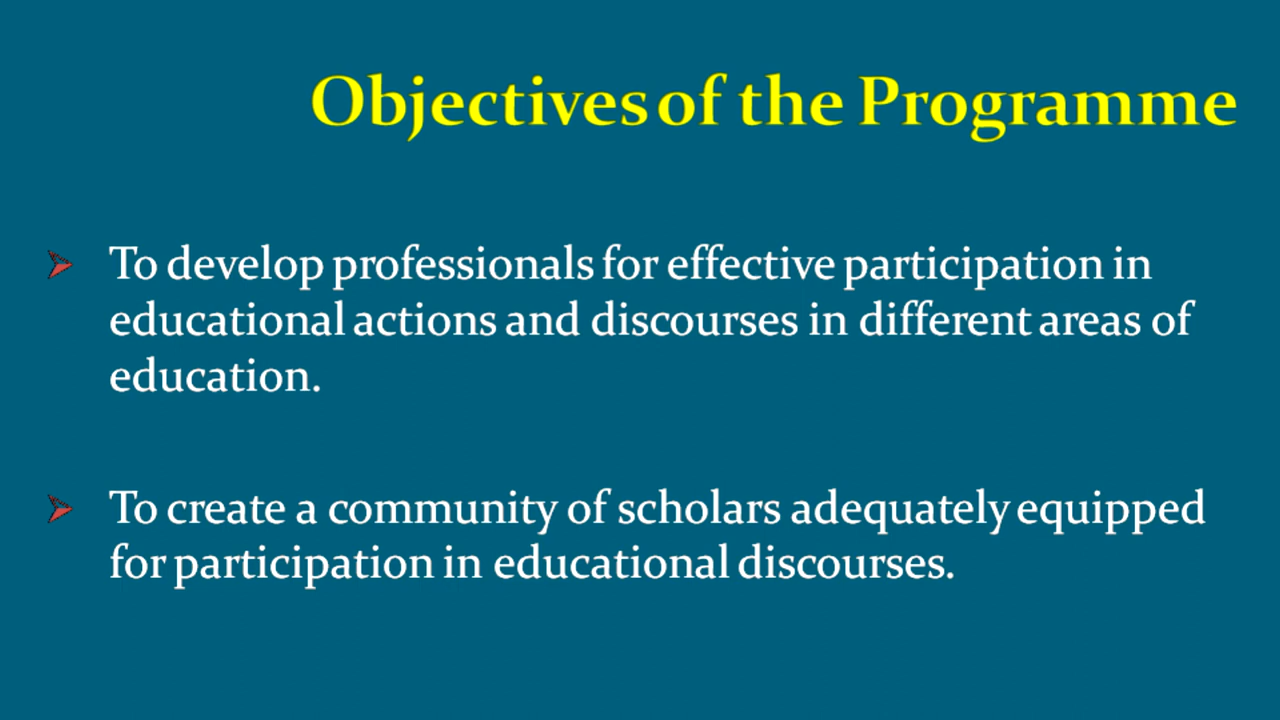 Objectives of the Programme
To develop professionals for effective participation in
educational actions and discourses in different areas of
education.
To create a community of scholars adequately equipped
for participation in educational discourses.